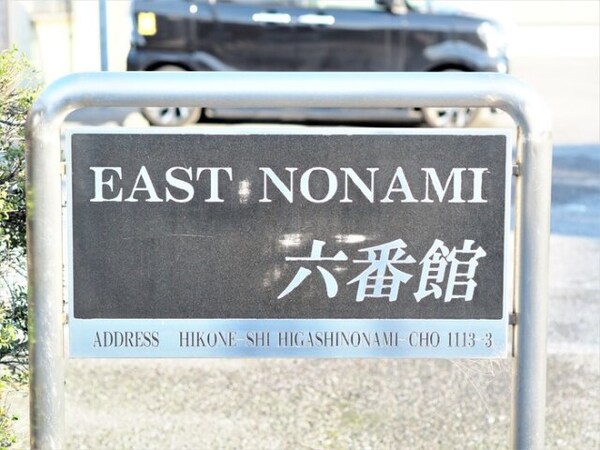 EAST NONAMI
六番館
ADDRESS HIKONE-SHI HIGASHINONAMI-CHO 1113-3